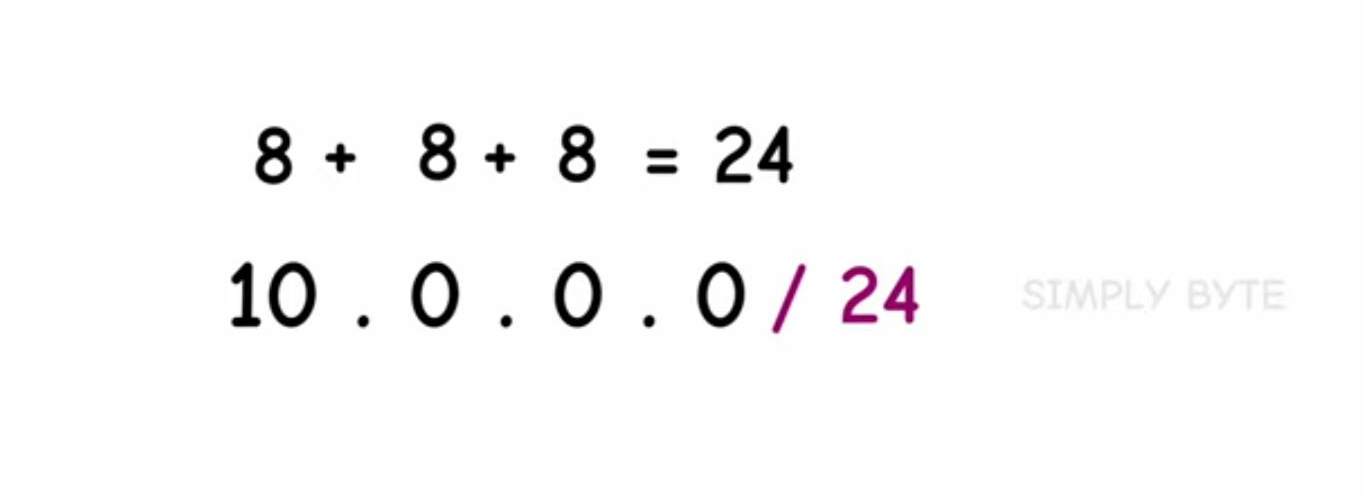 8 + 8 + 8 = 24
10 . 0 . 0 . 0 / 24
SIMPLY BYTE